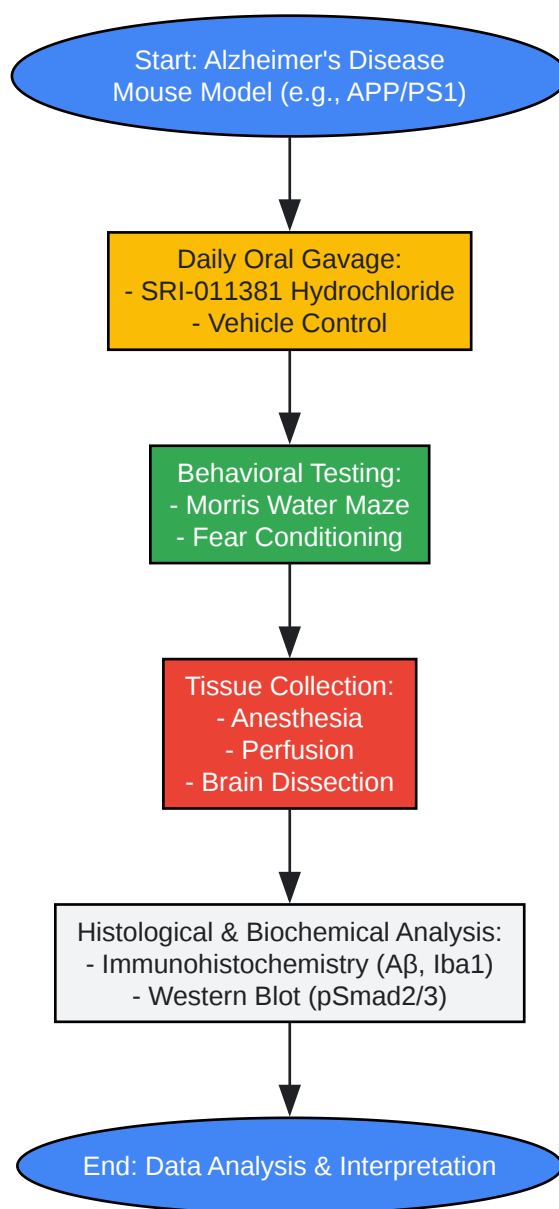 Start: Alzheimer's Disease
Mouse Model (e.g., APP/PS1)
Daily Oral Gavage:
- SRI-011381 Hydrochloride
- Vehicle Control
Behavioral Testing:
- Morris Water Maze
- Fear Conditioning
Tissue Collection:
- Anesthesia
- Perfusion
- Brain Dissection
Histological & Biochemical Analysis:
- Immunohistochemistry (Aβ, Iba1)
- Western Blot (pSmad2/3)
End: Data Analysis & Interpretation